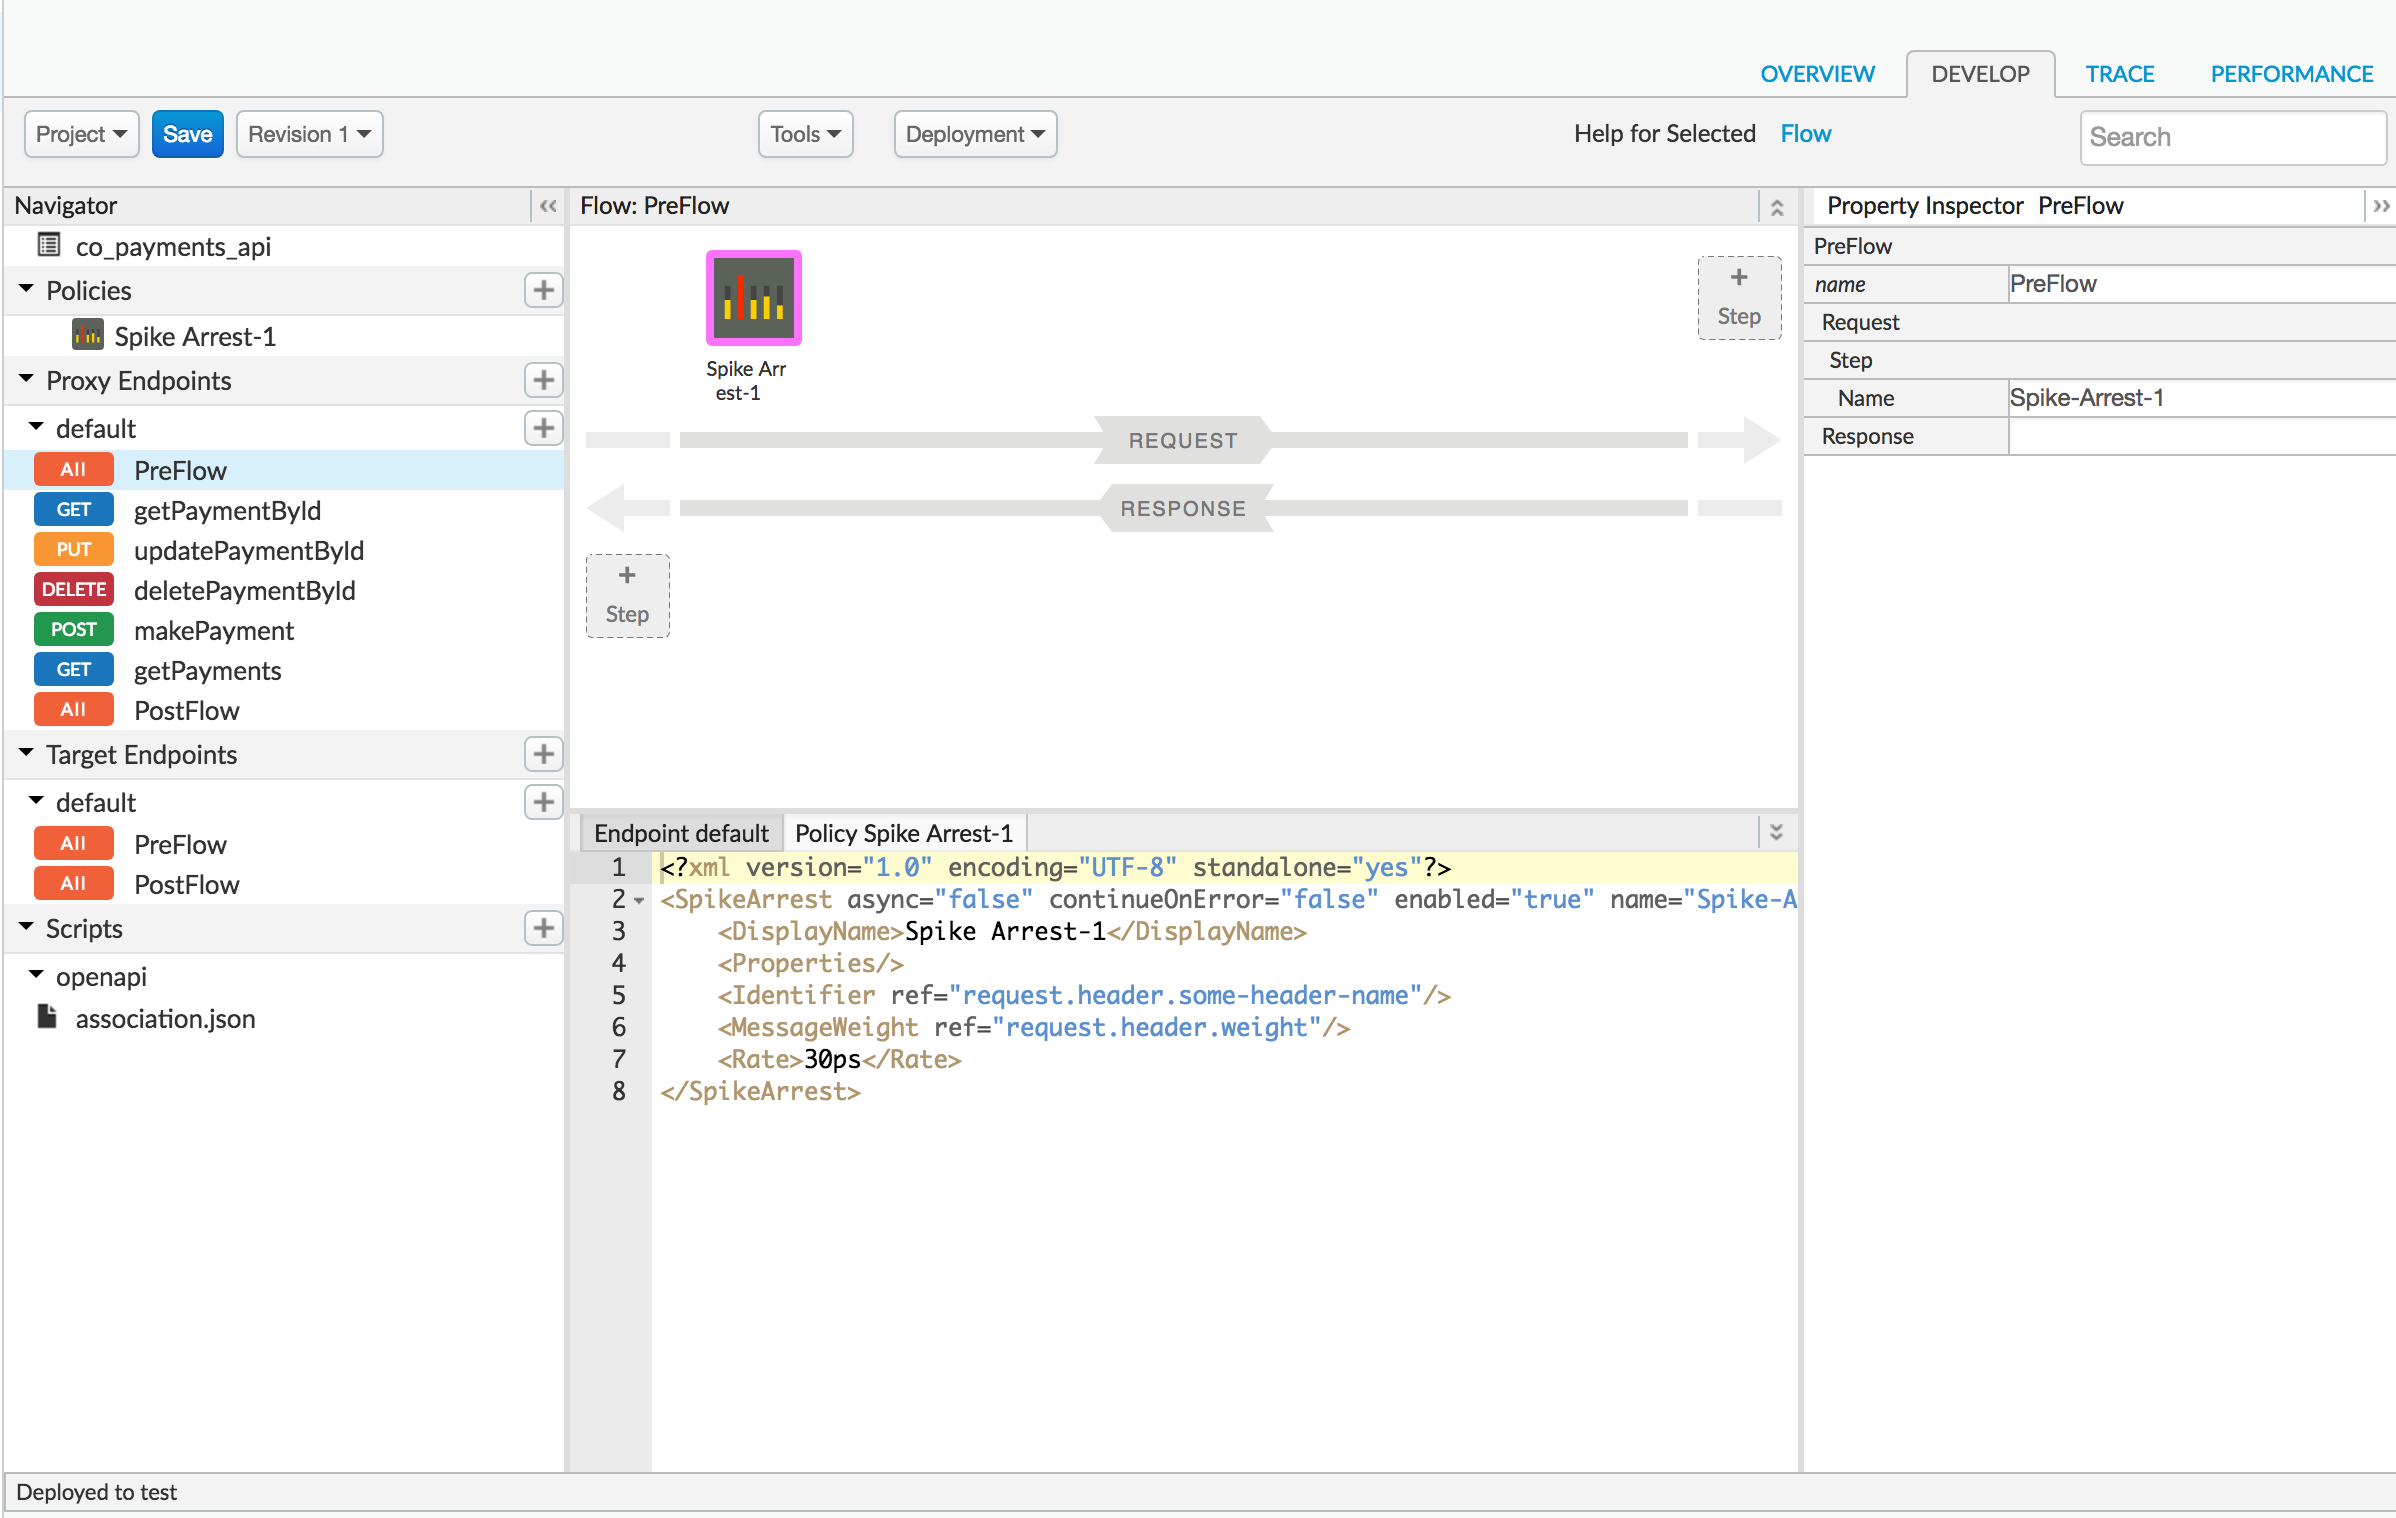 OVERVIEW DEVELOP TRACE PERFORMANCE
Project Save Revision 1 Tools Deployment Help for Selected Flow Search
Navigator
co_payments_api
Policies
Spike Arrest-1
Proxy Endpoints
default
All PreFlow
GET getPaymentById
PUT updatePaymentById
DELETE deletePaymentById
POST makePayment
GET getPayments
All PostFlow
Target Endpoints
default
All PreFlow
All PostFlow
Scripts
openapi
association.json
Flow: PreFlow
Spike Arr
est-1
+
Step
REQUEST
RESPONSE
+
Step
Endpoint default Policy Spike Arrest-1
1 <?xml version="1.0" encoding="UTF-8" standalone="yes"?>
2 <SpikeArrest async="false" continueOnError="false" enabled="true" name="Spike-A
3 <DisplayName>Spike Arrest-1</DisplayName>
4 <Properties/>
5 <Identifier ref="request.header.some-header-name"/>
6 <MessageWeight ref="request.header.weight"/>
7 <Rate>30ps</Rate>
8 </SpikeArrest>
Property Inspector PreFlow
PreFlow
name PreFlow
Request
Step
Name Spike-Arrest-1
Response
Deployed to test